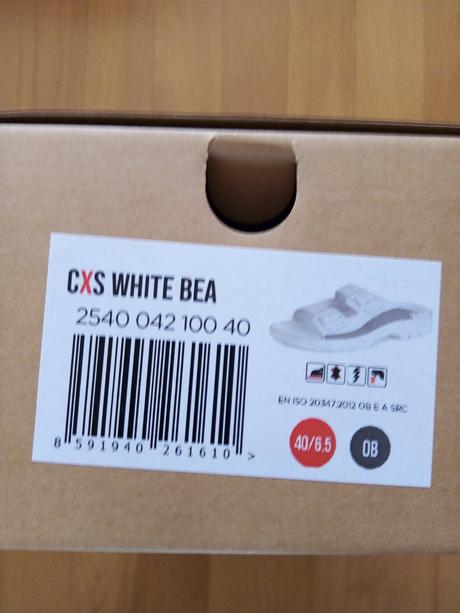 CXS WHITE BEA
2540 042 100 40
EN ISO 20347:2012 OB E A SRC
40/6.5
OB
8 591940 261610 >